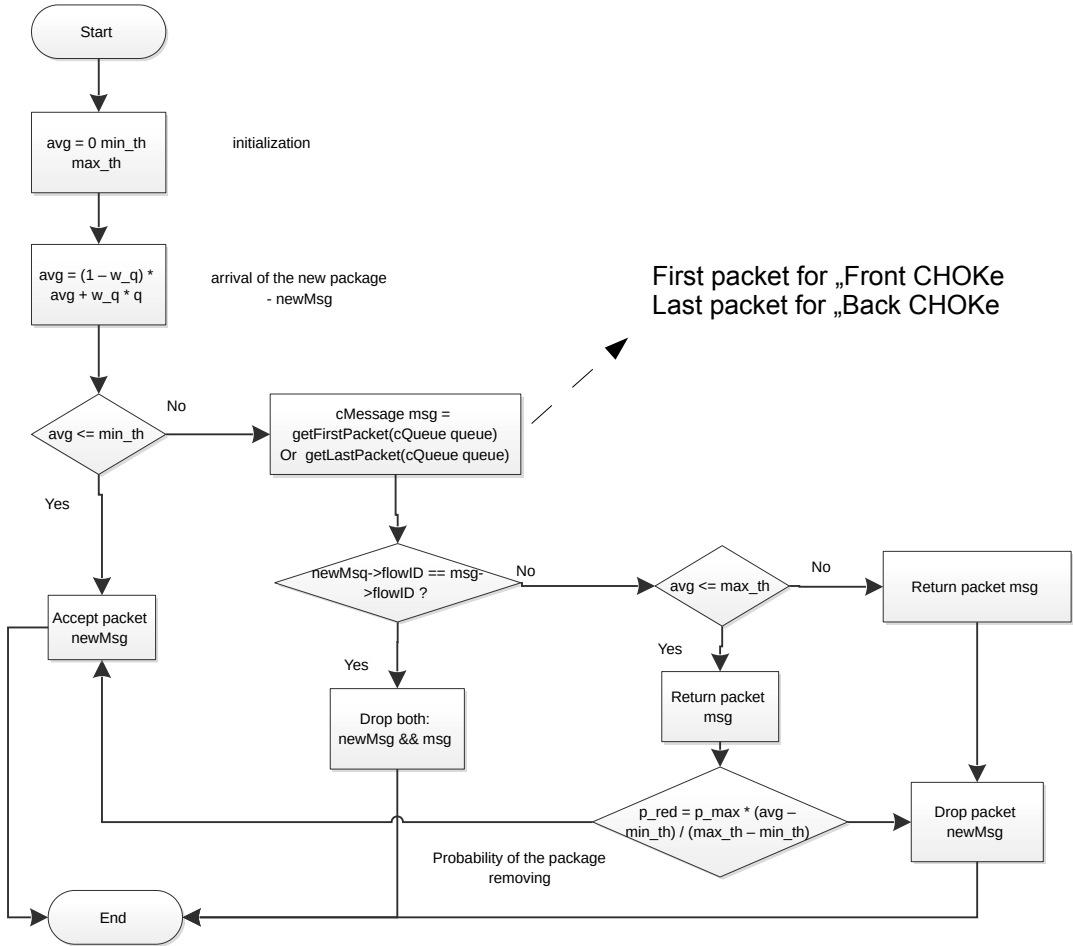 Start
avg = 0 min_th
max_th
initialization
avg = (1 – w_q) *
avg + w_q * q
arrival of the new package
- newMsg
First packet for „Front CHOKe
Last packet for „Back CHOKe
avg <= min_th
No
Yes
cMessage msg =
getFirstPacket(cQueue queue)
Or getLastPacket(cQueue queue)
newMsq->flowID == msg-
>flowID ?
No
Yes
avg <= max_th
No
Yes
Return packet msg
Accept packet
newMsg
Drop both:
newMsg && msg
Return packet
msg
p_red = p_max * (avg –
min_th) / (max_th – min_th)
Drop packet
newMsg
Probability of the package
removing
End